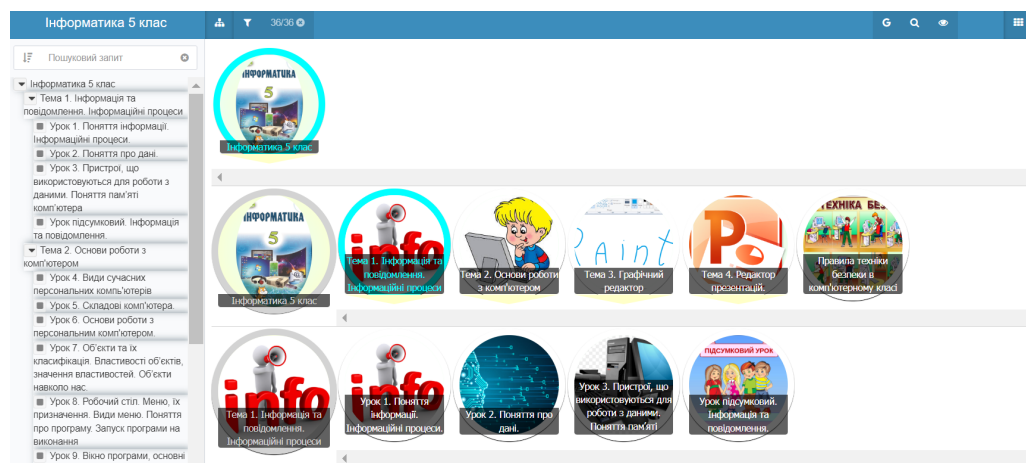 Інформатика 5 клас
36/36
G
Пошуковий запит
Інформатика 5 клас
Тема 1. Інформація та
повідомлення. Інформаційні процеси
Урок 1. Поняття інформації.
Інформаційні процеси.
Урок 2. Поняття про дані.
Урок 3. Пристрої, що
використовуються для роботи з
даними. Поняття пам'яті
комп'ютера
Урок підсумковий. Інформація
та повідомлення.
Тема 2. Основи роботи з
комп'ютером
Урок 4. Види сучасних
персональних компь'ютерів
Урок 5. Складові комп'ютера.
Урок 6. Основи роботи з
персональним комп'ютером.
Урок 7. Об'єкти та їх
класифікація. Властивості об'єктів,
значення властивостей. Об'єкти
навколо нас.
Урок 8. Робочий стіл. Меню, їх
призначення. Види меню. Поняття
про програму. Запуск програми на
виконання
Урок 9. Вікно програми, основні
ІНФОРМАТИКА
5
Інформатика 5 клас
ІНФОРМАТИКА
5
Інформатика 5 клас
info
Тема 1. Інформація та
повідомлення.
Інформаційні процеси
Тема 2. Основи роботи
з комп'ютером
Paint
Тема 3. Графічний
редактор
P
Тема 4. Редактор
презентацій.
ТЕХНІКА БЕЗ
Правила техніки
безпеки в
комп'ютерному класі
info
Тема 1. Інформація та
повідомлення.
Інформаційні процеси
info
Урок 1. Поняття
інформації.
Інформаційні процеси.
Урок 2. Поняття про
дані.
Урок 3. Пристрої, що
використовуються для
роботи з даними.
Поняття пам'яті
ПІДСУМКОВИЙ УРОК
Урок підсумковий.
Інформація та
повідомлення.